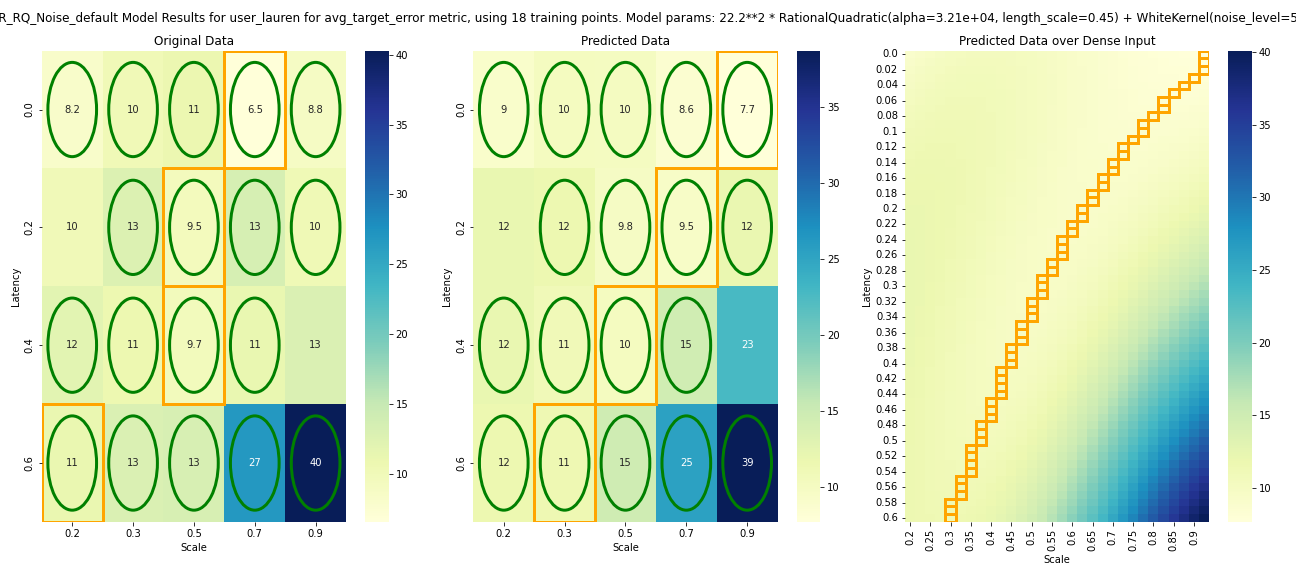 R_RQ_Noise_default Model Results for user_lauren for avg_target_error metric, using 18 training points. Model params: 22.2**2 * RationalQuadratic(alpha=3.21e+04, length_scale=0.45) + WhiteKernel(noise_level=5
Original Data
8.2 10 11 6.5 8.8
10 13 9.5 13 10
12 11 9.7 11 13
11 13 13 27 40
0.0
0.2
0.4
0.6
Latency
0.2 0.3 0.5 0.7 0.9
Scale
40
35
30
25
20
15
10
Predicted Data
9 10 10 8.6 7.7
12 12 9.8 9.5 12
12 11 10 15 23
12 11 15 25 39
0.0
0.2
0.4
0.6
Latency
0.2 0.3 0.5 0.7 0.9
Scale
35
30
25
20
15
10
Predicted Data over Dense Input
0.0
0.02
0.04
0.06
0.08
0.1
0.12
0.14
0.16
0.18
0.2
0.22
0.24
0.26
0.28
0.3
0.32
0.34
0.36
0.38
0.4
0.42
0.44
0.46
0.48
0.5
0.52
0.54
0.56
0.58
0.6
Latency
0.2 0.25 0.3 0.35 0.4 0.45 0.5 0.55 0.6 0.65 0.7 0.75 0.8 0.85 0.9
Scale
40
35
30
25
20
15
10